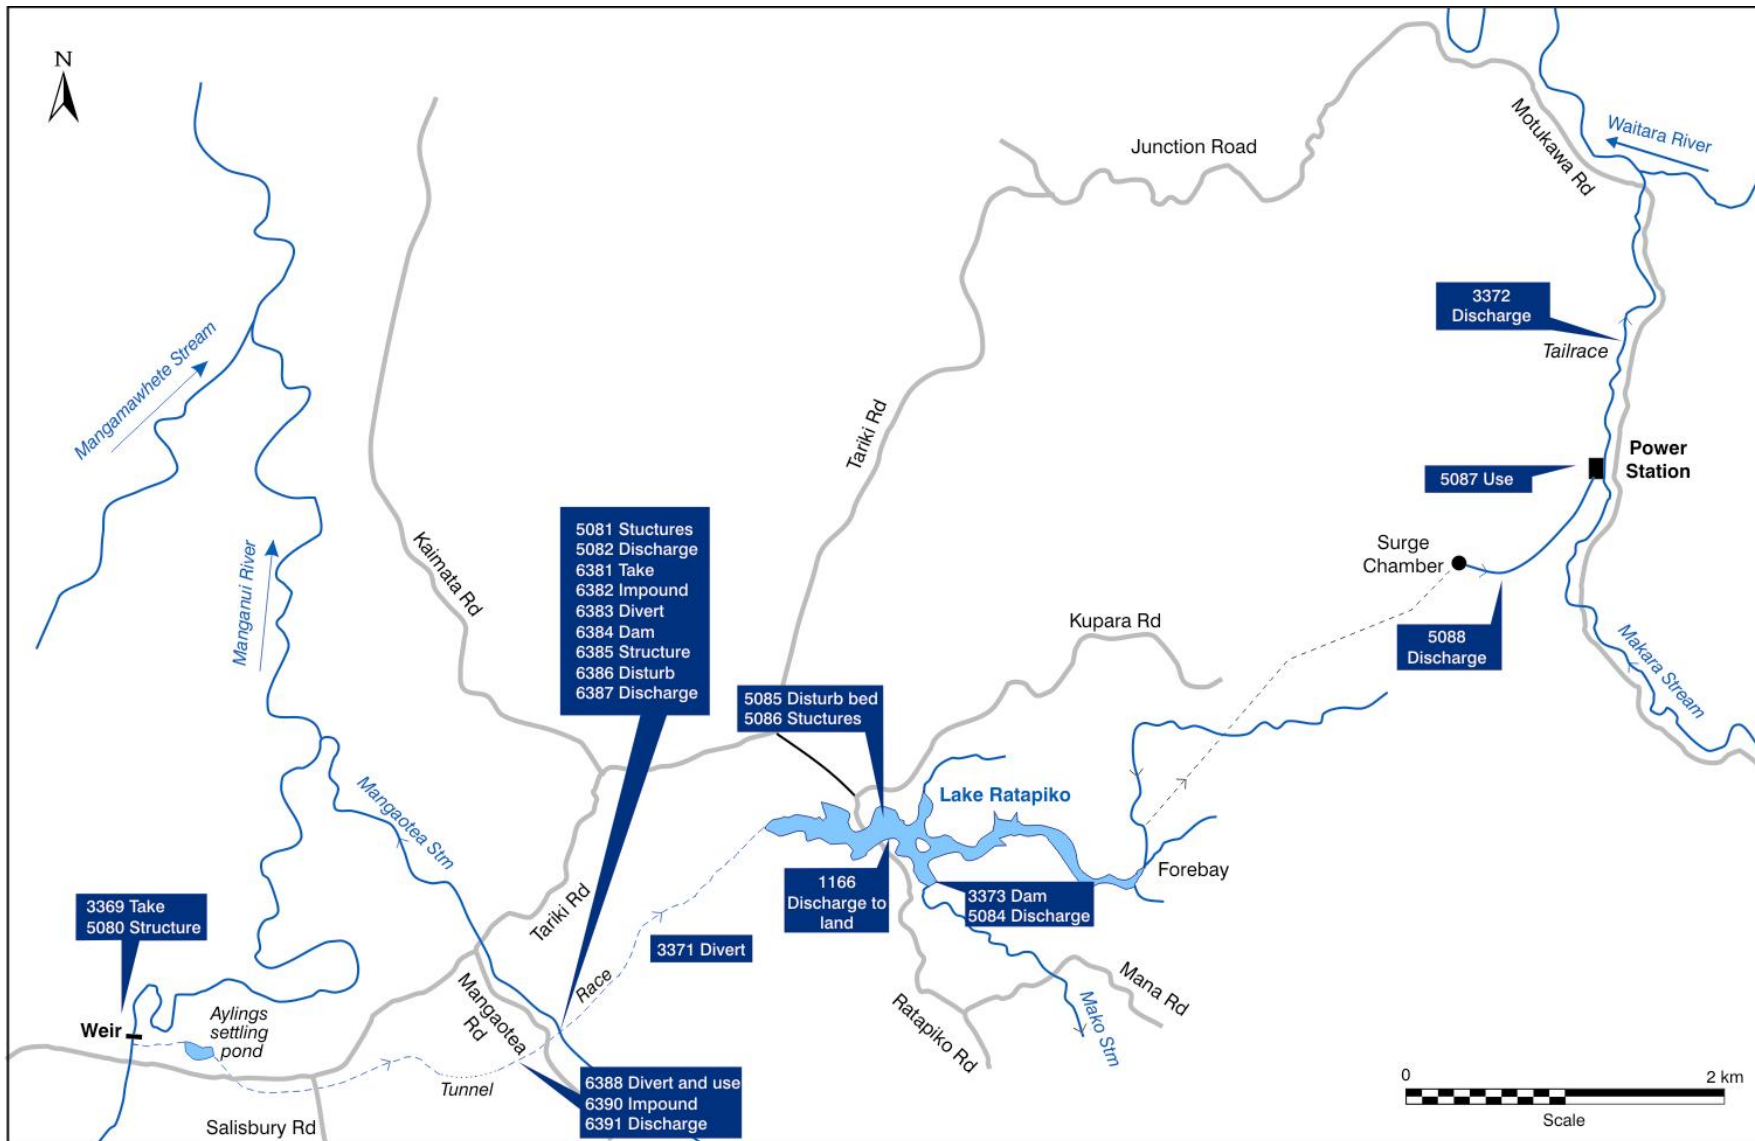 N
Junction Road
Motukawa Rd
Waitara River
3372
Discharge
Tailrace
Mangamawhete Stream
Tariki Rd
Power
Station
5087 Use
Surge
Chamber
Kaimata Rd
Manganui River
5081 Stuctures
5082 Discharge
6381 Take
6382 Impound
6383 Divert
6384 Dam
6385 Structure
6386 Disturb
6387 Discharge
Kupara Rd
5088
Discharge
Makara Stream
5085 Disturb bed
5086 Stuctures
Lake Ratapiko
Mangaotea Stm
Forebay
1166
Discharge to
land
3373 Dam
5084 Discharge
3369 Take
5080 Structure
Tariki Rd
3371 Divert
Race
Mangaotea
Rd
Mana Rd
Ratapiko Rd
Mako Stm
Weir
Aylings
settling
pond
Tunnel
6388 Divert and use
6390 Impound
6391 Discharge
Salisbury Rd
0 2 km
Scale